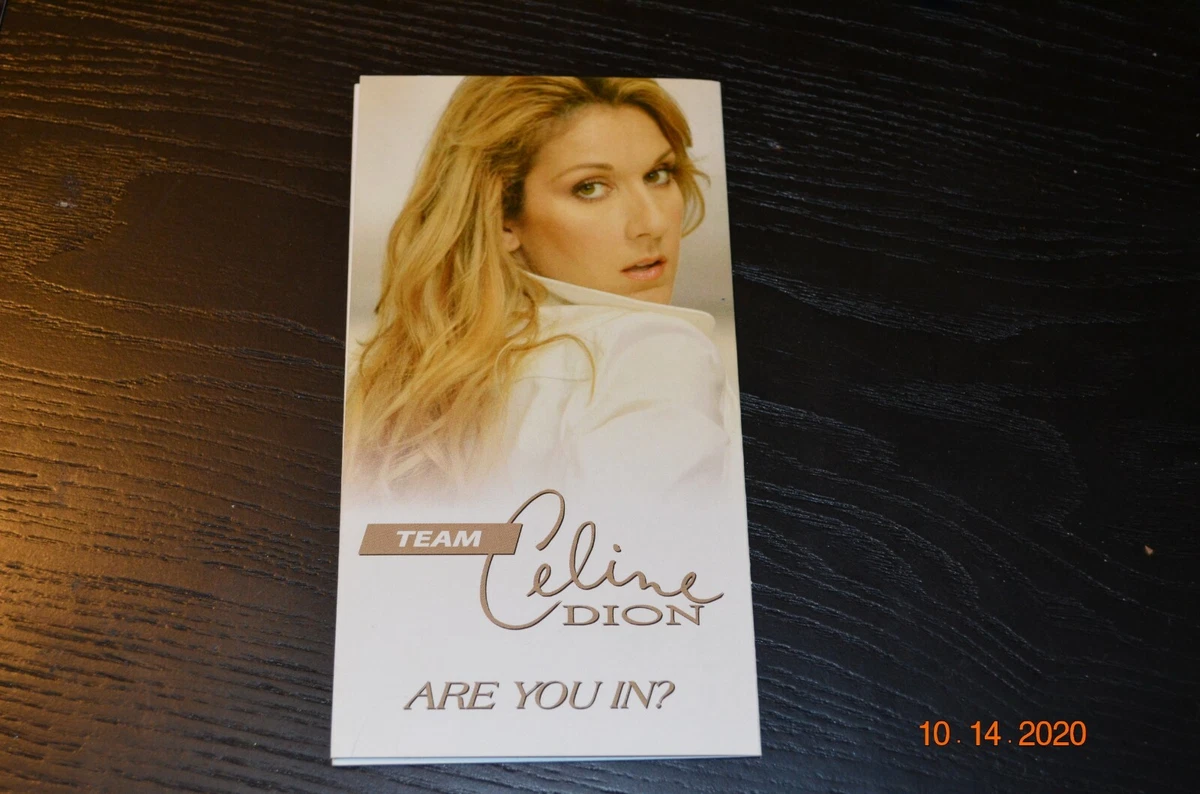 TEAM
Celine
DION
ARE YOU IN?
10.14.2020